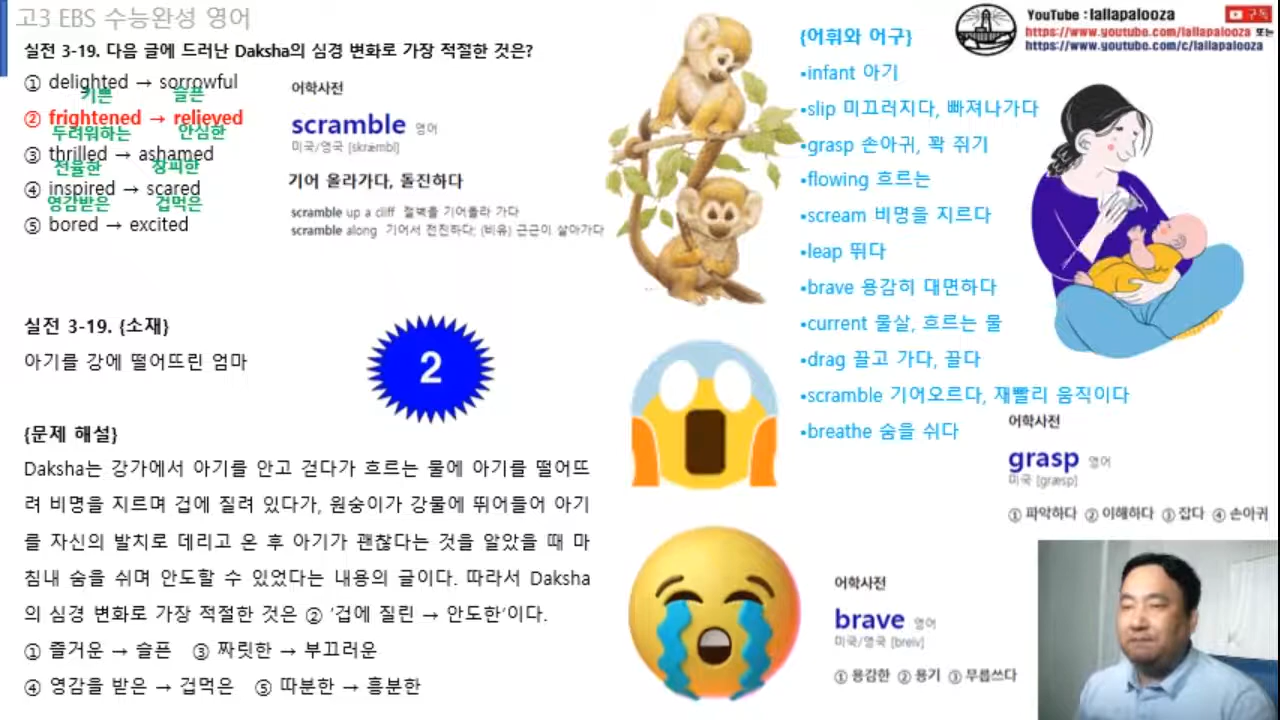 고3 EBS 수능완성 영어
실전 3-19. 다음 글에 드러난 Daksha의 심경 변화로 가장 적절한 것은?
① delighted → sorrowful
기쁜 슬픈
② frightened → relieved
두려워하는 안심한
③ thrilled → ashamed
전율한 창피한
④ inspired → scared
영감받은 겁먹은
⑤ bored → excited
어학사전
scramble 영어
미국/영국 [skræmbl]
기어 올라가다, 돌진하다
scramble up a cliff 절벽을 기어올라 가다
scramble along 기어서 전진하다; (비유) 근근이 살아가다
실전 3-19. {소재}
아기를 강에 떨어뜨린 엄마
2
{문제 해설}
Daksha는 강가에서 아기를 안고 걷다가 흐르는 물에 아기를 떨어뜨
려 비명을 지르며 겁에 질려 있다가, 원숭이가 강물에 뛰어들어 아기
를 자신의 발치로 데리고 온 후 아기가 괜찮다는 것을 알았을 때 마
침내 숨을 쉬며 안도할 수 있었다는 내용의 글이다. 따라서 Daksha
의 심경 변화로 가장 적절한 것은 ② '겁에 질린 → 안도한'이다.
① 즐거운 → 슬픈 ③ 짜릿한 → 부끄러운
④ 영감을 받은 → 겁먹은 ⑤ 따분한 → 흥분한
{어휘와 어구}
•infant 아기
•slip 미끄러지다, 빠져나가다
•grasp 손아귀, 꽉 쥐기
•flowing 흐르는
•scream 비명을 지르다
•leap 뛰다
•brave 용감히 대면하다
•current 물살, 흐르는 물
•drag 끌고 가다, 끌다
•scramble 기어오르다, 재빨리 움직이다
•breathe 숨을 쉬다
YouTube : lallapalooza 구독
https://www.youtube.com/lallapalooza 또는
https://www.youtube.com/c/lallapalooza
어학사전
grasp 영어
미국 [græsp]
① 파악하다 ② 이해하다 ③ 잡다 ④ 손아귀
어학사전
brave 영어
미국/영국 [breiv]
① 용감한 ② 용기 ③ 무릅쓰다